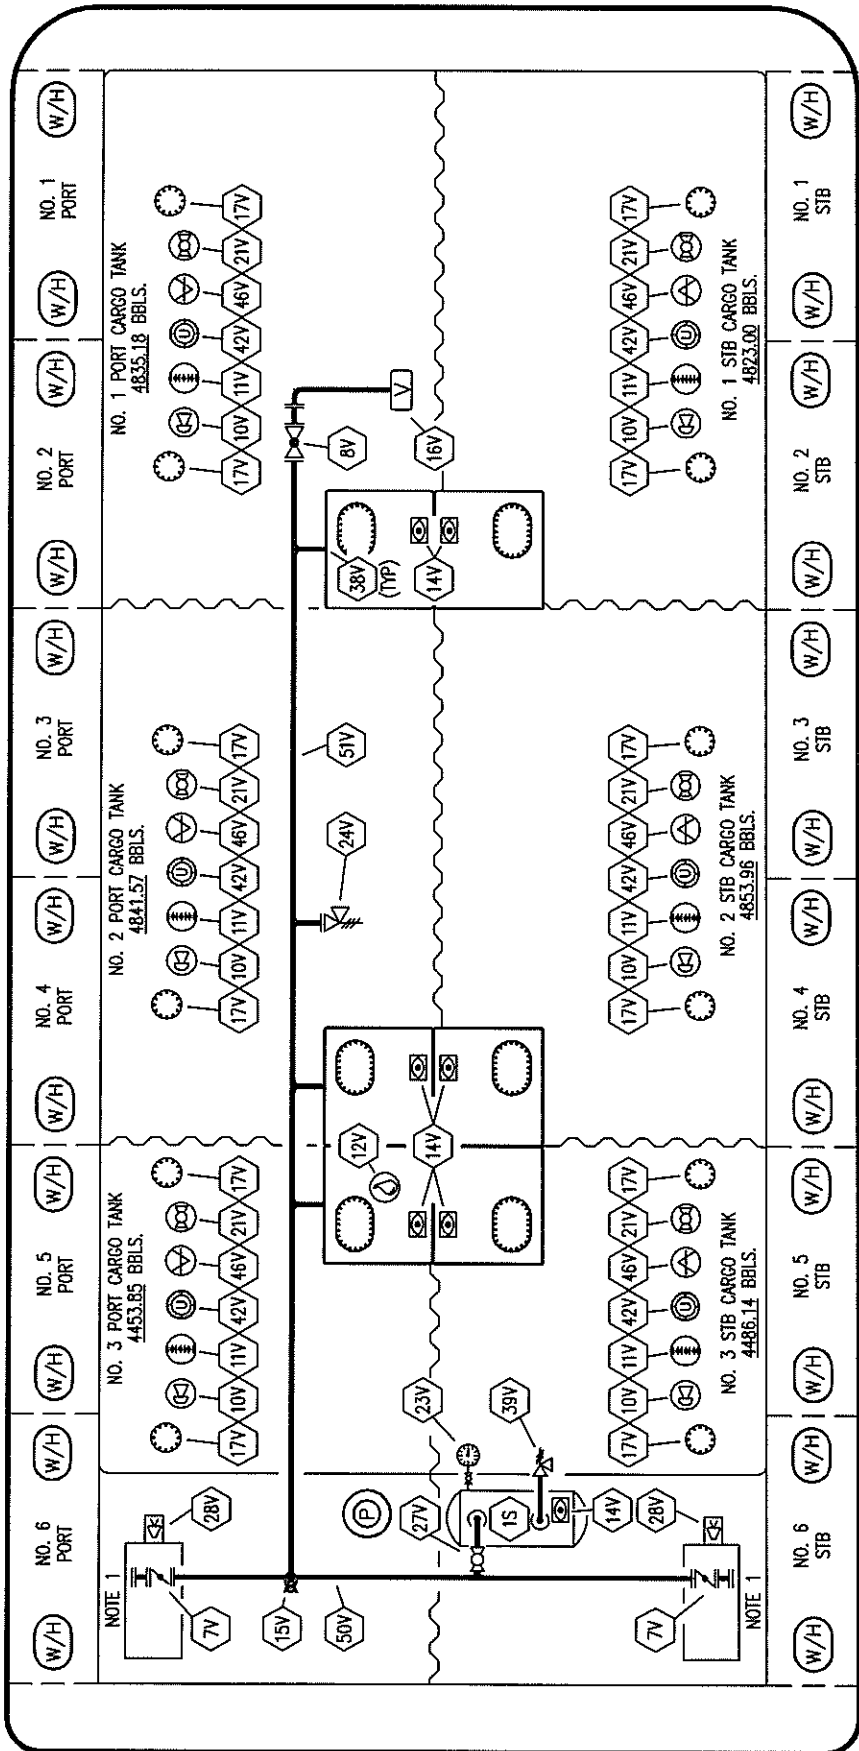 W/H
NO. 6
PORT
W/H
W/H
NO. 5
PORT
W/H
W/H
NO. 4
PORT
W/H
W/H
NO. 3
PORT
W/H
W/H
NO. 2
PORT
W/H
W/H
NO. 1
PORT
W/H
NOTE 1
28V
7V
15V
50V
P
27V
23V
1S
39V
14V
28V
7V
NOTE 1
NO. 3 PORT CARGO TANK
4453.85 BBLS.
U
17V 10V 11V 42V 46V 21V 17V
NO. 2 PORT CARGO TANK
4841.57 BBLS.
U
17V 10V 11V 42V 46V 21V 17V
NO. 1 PORT CARGO TANK
4835.18 BBLS.
U
17V 10V 11V 42V 46V 21V 17V
12V
14V
24V
51V
38V
(TYP)
14V
8V
16V
V
17V 10V 11V 42V 46V 21V 17V
U
NO. 3 STB CARGO TANK
4486.14 BBLS.
17V 10V 11V 42V 46V 21V 17V
U
NO. 2 STB CARGO TANK
4853.96 BBLS.
17V 10V 11V 42V 46V 21V 17V
U
NO. 1 STB CARGO TANK
4823.00 BBLS.
W/H
NO. 6
STB
W/H
W/H
NO. 5
STB
W/H
W/H
NO. 4
STB
W/H
W/H
NO. 3
STB
W/H
W/H
NO. 2
STB
W/H
W/H
NO. 1
STB
W/H